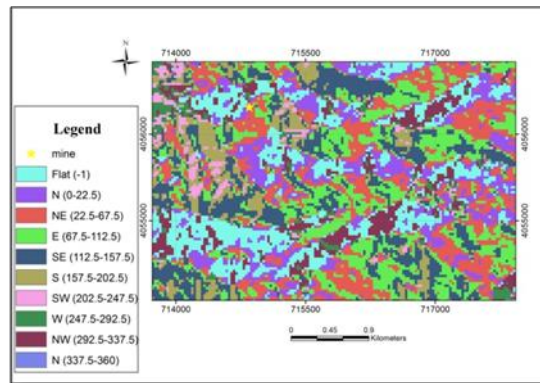 714000 715500 717000
N
4056000 4056000
4055000 4055000
Legend
mine
Flat (-1)
N (0-22.5)
NE (22.5-67.5)
E (67.5-112.5)
SE (112.5-157.5)
S (157.5-202.5)
SW (202.5-247.5)
W (247.5-292.5)
NW (292.5-337.5)
N (337.5-360)
714000 715500 717000
0 0.45 0.9
Kilometers